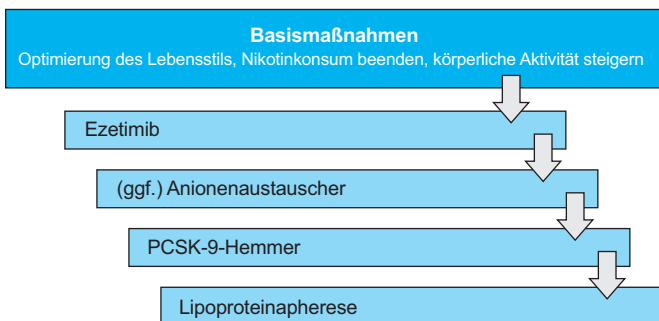 Basismaßnahmen
Optimierung des Lebensstils, Nikotinkonsum beenden, körperliche Aktivität steigern
Ezetimib
(ggf.) Anionenaustauscher
PCSK-9-Hemmer
Lipoproteinapherese